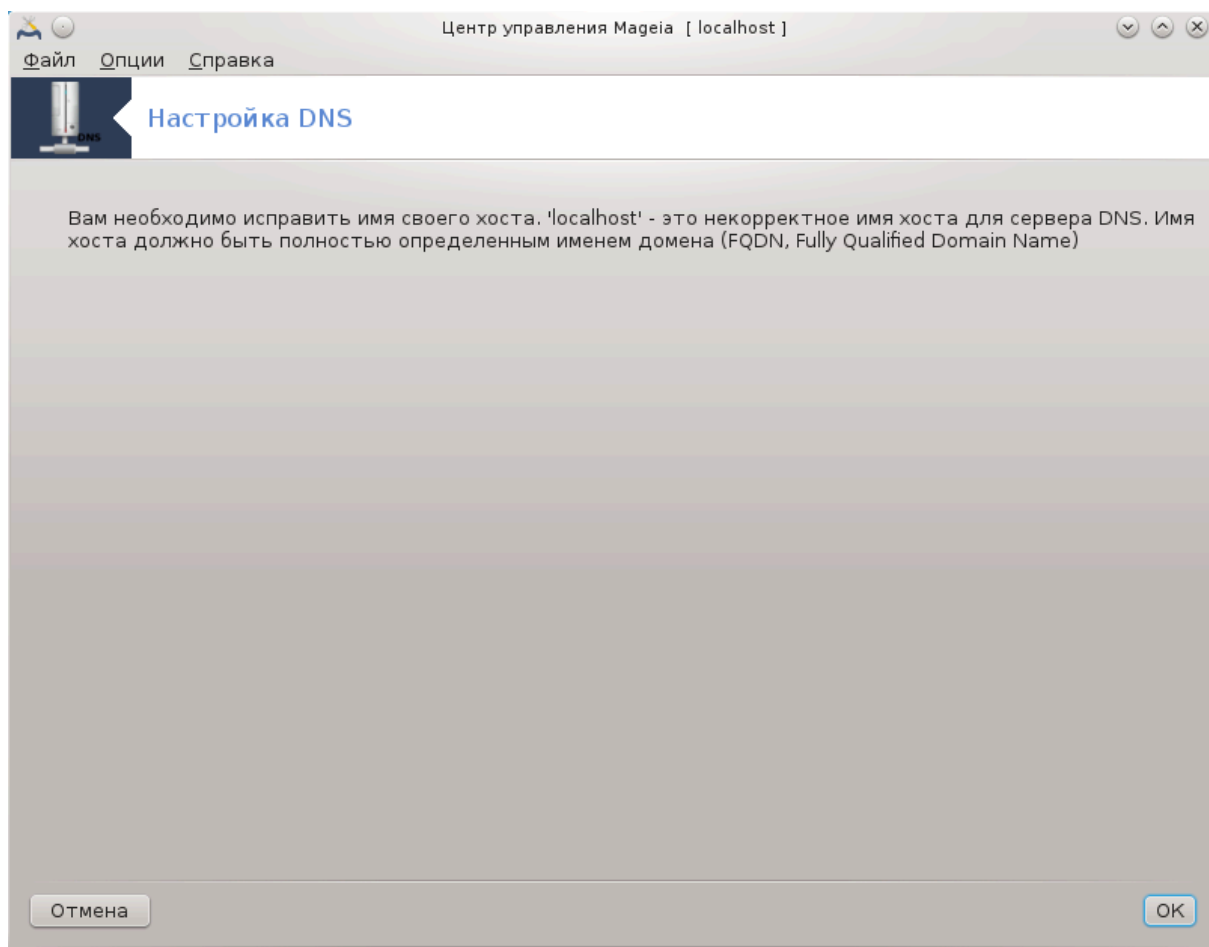 Центр управления Mageia [ localhost ]
Файл Опции Справка
DNS
Настройка DNS
Вам необходимо исправить имя своего хоста. 'localhost' - это некорректное имя хоста для сервера DNS. Имя
хоста должно быть полностью определенным именем домена (FQDN, Fully Qualified Domain Name)
Отмена
OK